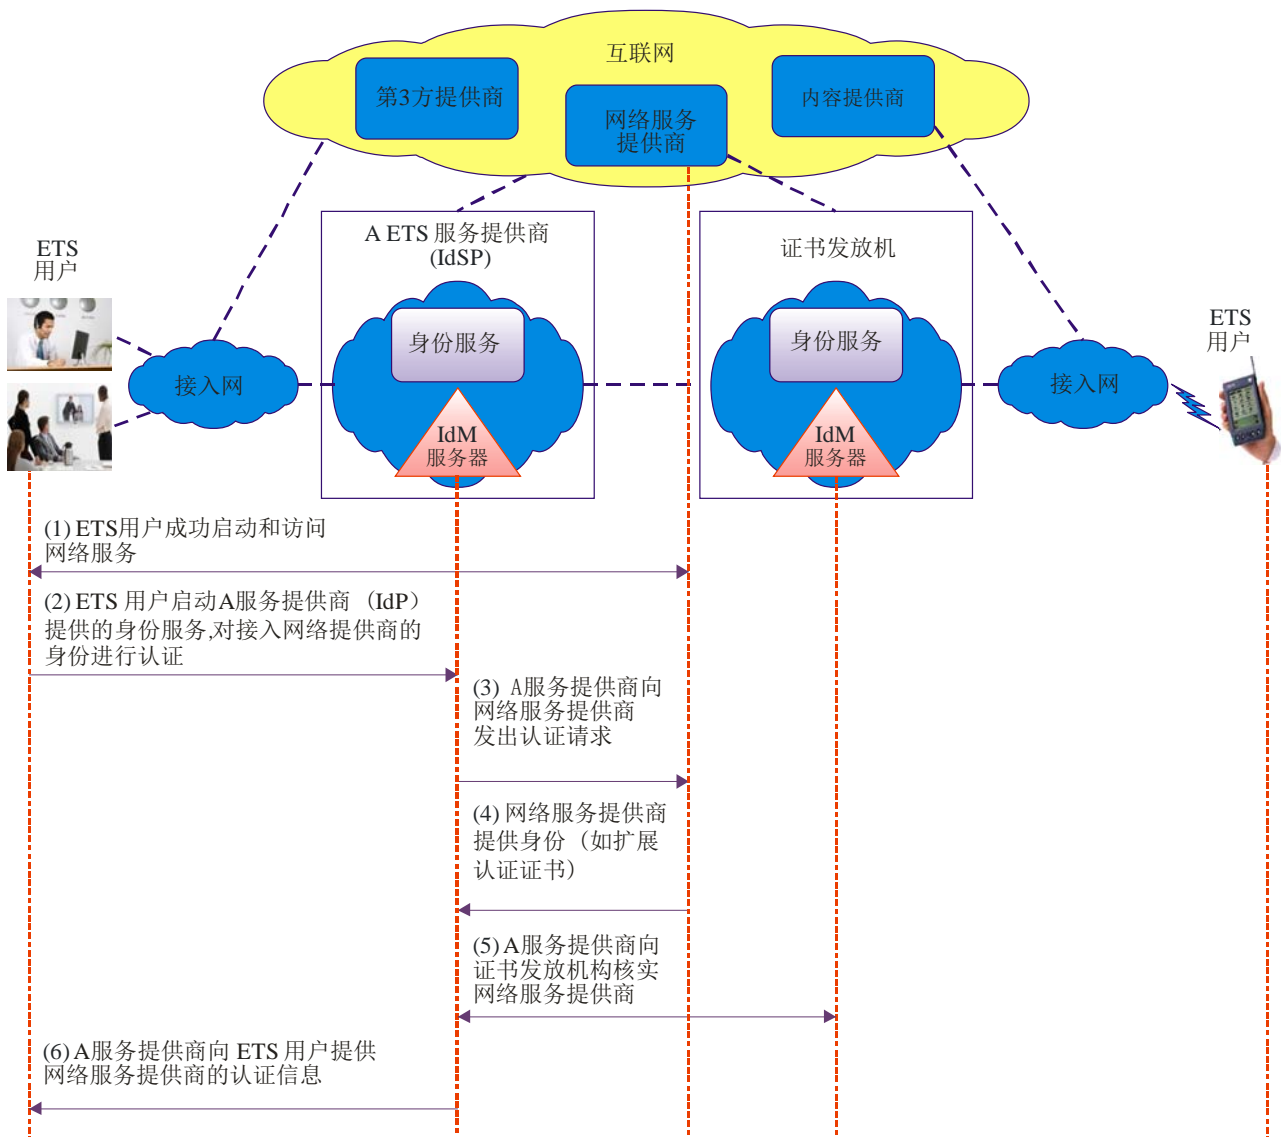 互联网
第3方提供商
网络服务
提供商
内容提供商
A ETS 服务提供商
(IdSP)
证书发放机
ETS
用户
身份服务
身份服务
ETS
用户
接入网
接入网
IdM
服务器
IdM
服务器
(1) ETS用户成功启动和访问
网络服务
(2) ETS 用户启动A服务提供商（IdP）
提供的身份服务,对接入网络提供商的
身份进行认证
(3) A服务提供商向
网络服务提供商
发出认证请求
(4) 网络服务提供商
提供身份（如扩展
认证证书）
(5) A服务提供商向
证书发放机构核实
网络服务提供商
(6) A服务提供商向 ETS 用户提供
网络服务提供商的认证信息